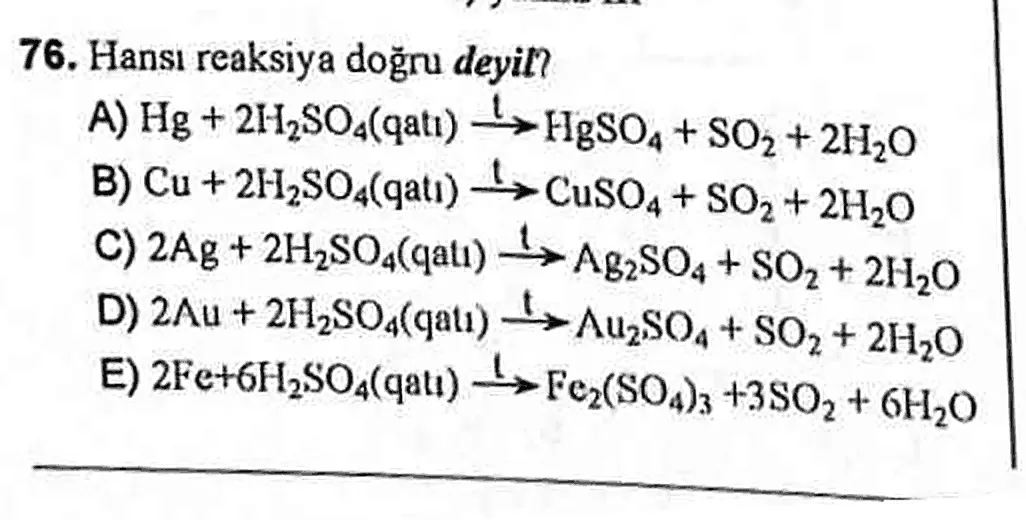 76. Hansı reaksiya doğru deyil?
A) Hg + 2H₂SO₄(qatı) →t HgSO₄ + SO₂ + 2H₂O
B) Cu + 2H₂SO₄(qatı) →t CuSO₄ + SO₂ + 2H₂O
C) 2Ag + 2H₂SO₄(qatı) →t Ag₂SO₄ + SO₂ + 2H₂O
D) 2Au + 2H₂SO₄(qatı) →t Au₂SO₄ + SO₂ + 2H₂O
E) 2Fe+6H₂SO₄(qatı) →t Fe₂(SO₄)₃ +3SO₂ + 6H₂O